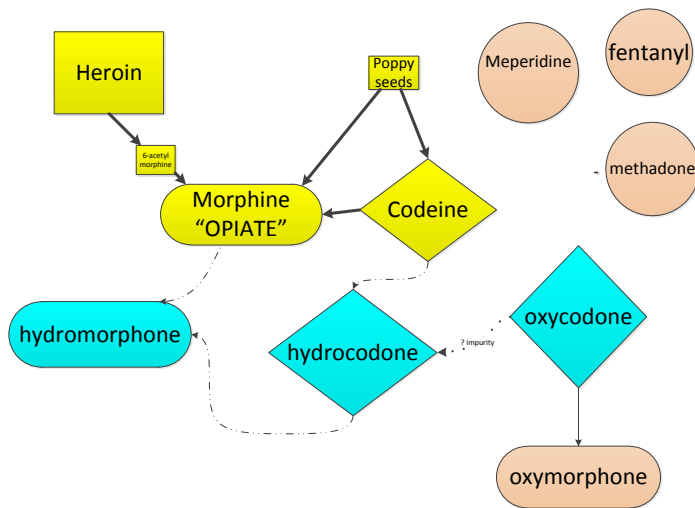 Heroin
Poppy
seeds
Meperidine
fentanyl
6-acetyl
morphine
methadone
-
Morphine
“OPIATE”
Codeine
hydromorphone
hydrocodone
? impurity
oxycodone
oxymorphone